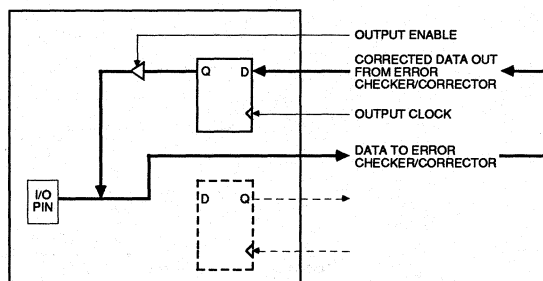 OUTPUT ENABLE
Q D
CORRECTED DATA OUT
FROM ERROR
CHECKER/CORRECTOR
OUTPUT CLOCK
DATA TO ERROR
CHECKER/CORRECTOR
I/O
PIN
D Q